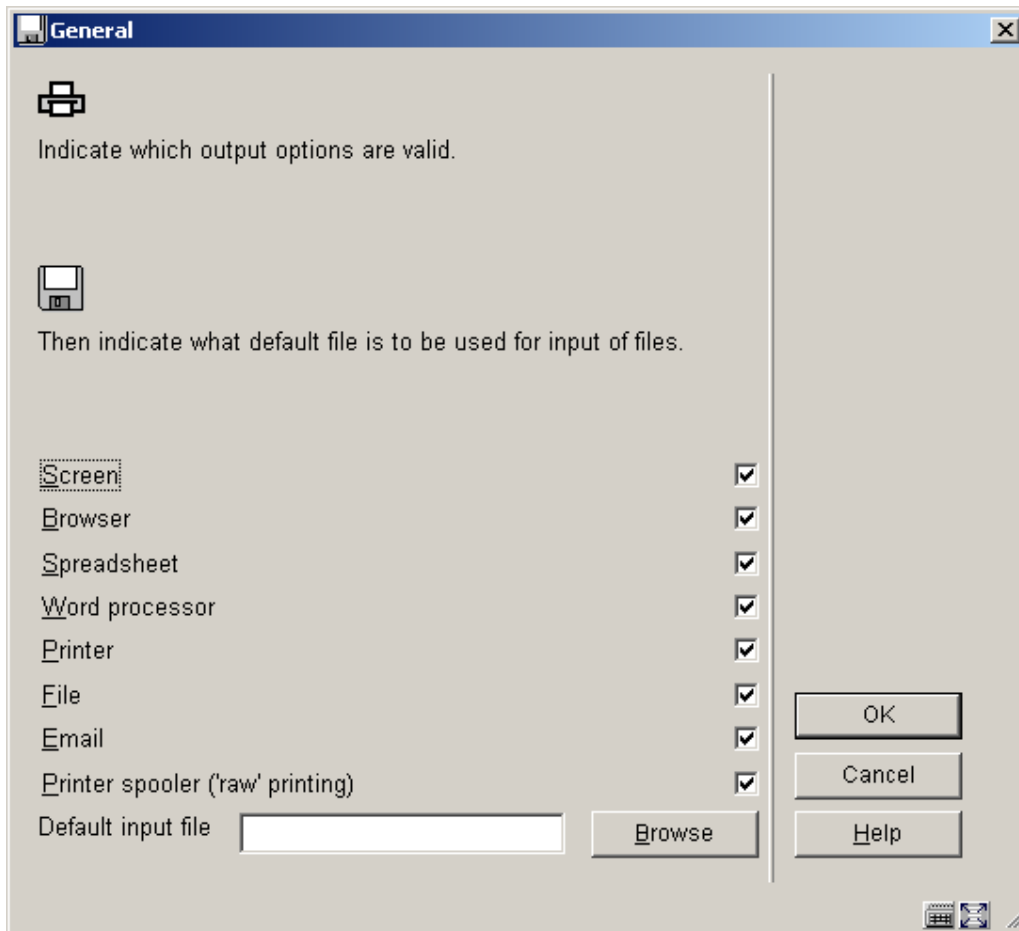 General
Indicate which output options are valid.
Then indicate what default file is to be used for input of files.
Screen
Browser
Spreadsheet
Word processor
Printer
File
Email
Printer spooler ('raw' printing)
Default input file
Browse
OK
Cancel
Help